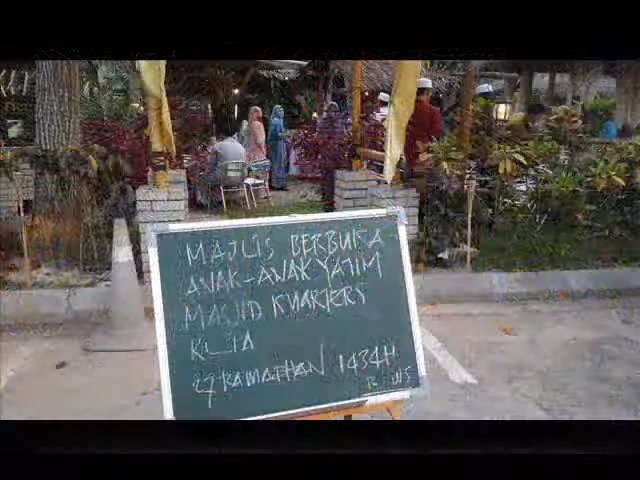 MAJLIS BERBUKA
ANAK-ANAK YATIM
MASJID KUARTERS
KLIA
27 RAMADHAN 1434H